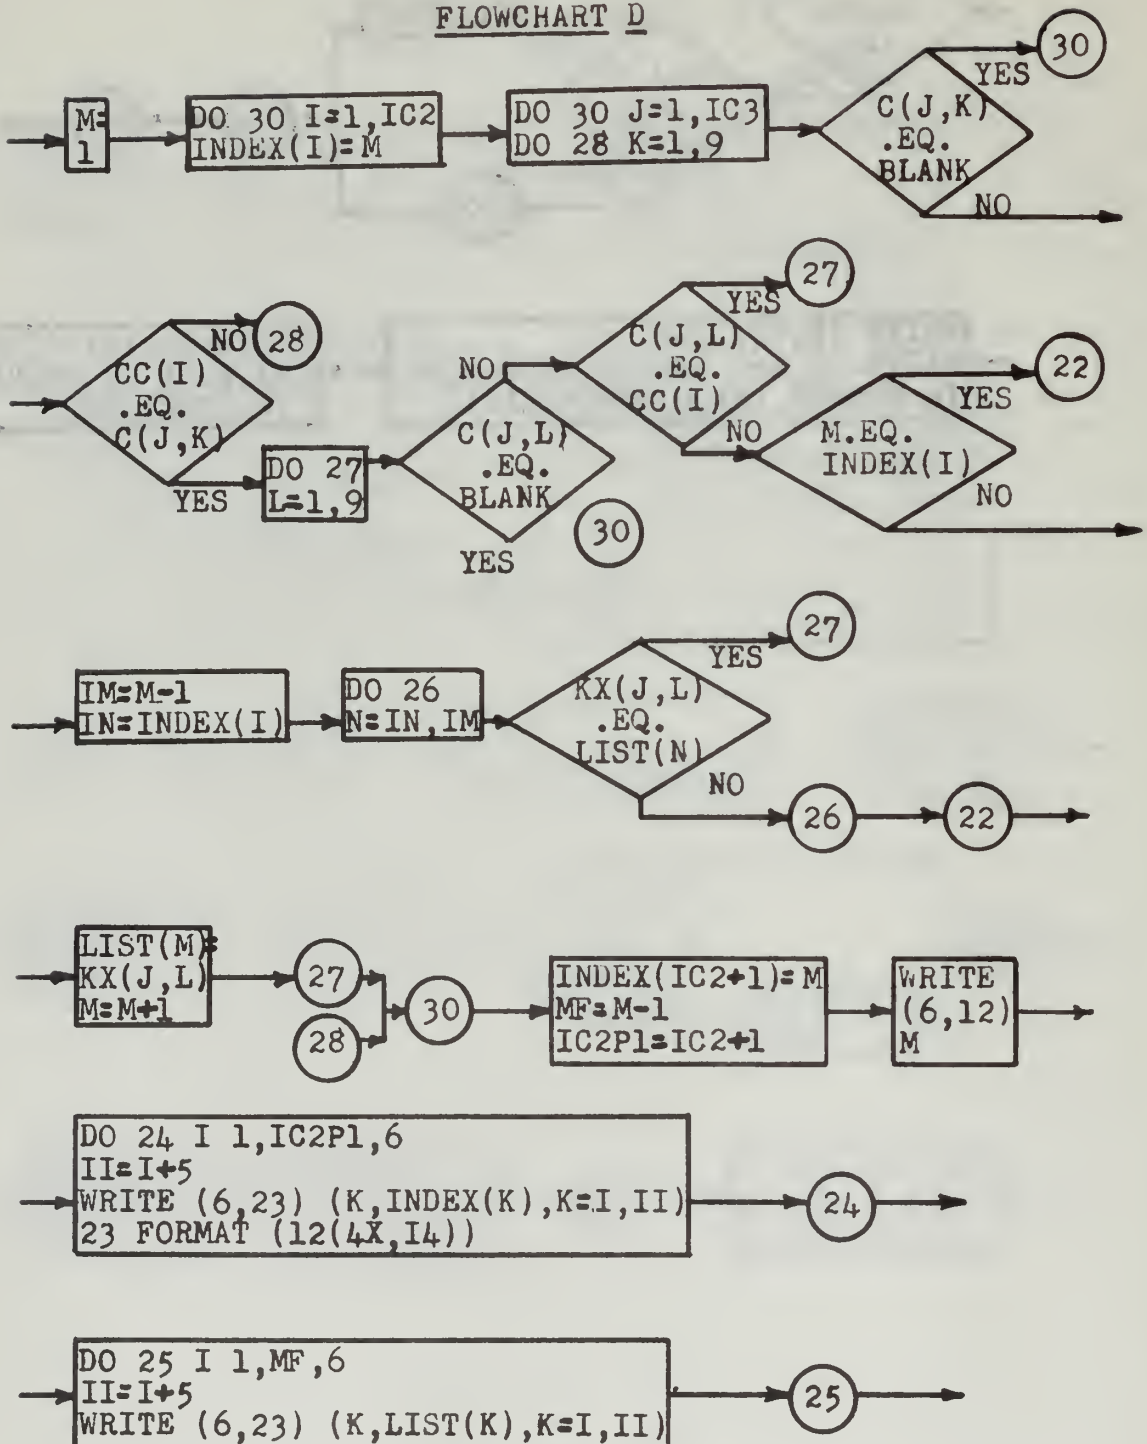 FLOWCHART D
M=
1
DO 30 I=1,IC2
INDEX(I)=M
DO 30 J=1,IC3
DO 28 K=1,9
C(J,K)
.EQ.
BLANK
YES
30
NO
CC(I)
.EQ.
C(J,K)
NO
28
YES
DO 27
L=1,9
C(J,L)
.EQ.
BLANK
NO
YES
30
C(J,L)
.EQ.
CC(I)
YES
27
NO
M.EQ.
INDEX(I)
YES
22
NO
IM=M-1
IN=INDEX(I)
DO 26
N=IN,IM
KX(J,L)
.EQ.
LIST(N)
YES
27
NO
26
22
LIST(M)=
KX(J,L)
M=M+1
27
28
30
INDEX(IC2+1)=M
MF=M-1
IC2P1=IC2+1
WRITE
(6,12)
M
DO 24 I 1,IC2P1,6
II=I+5
WRITE (6,23) (K,INDEX(K),K=I,II)
23 FORMAT (12(4X,I4))
24
DO 25 I 1,MF,6
II=I+5
WRITE (6,23) (K,LIST(K),K=I,II)
25